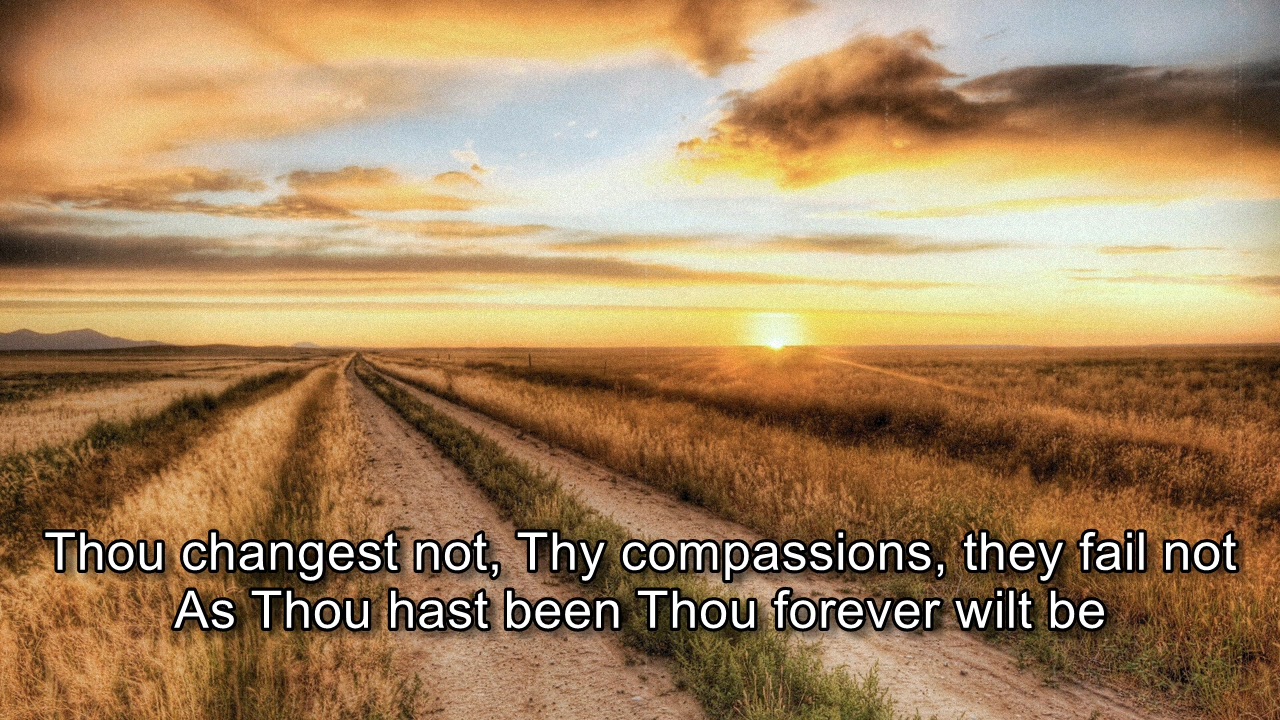 Thou changest not, Thy compassions, they fail not
As Thou hast been Thou forever wilt be